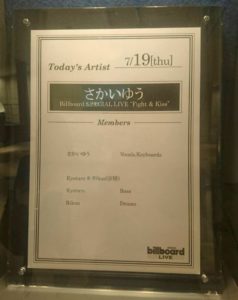 Today's Artist 7/19[thu]
さかいゆう
Billboard SPECIAL LIVE "Fight & Kiss"
Members
さかいゆう Vocals, Keyboards
Bass
Drums
billboard
LIVE